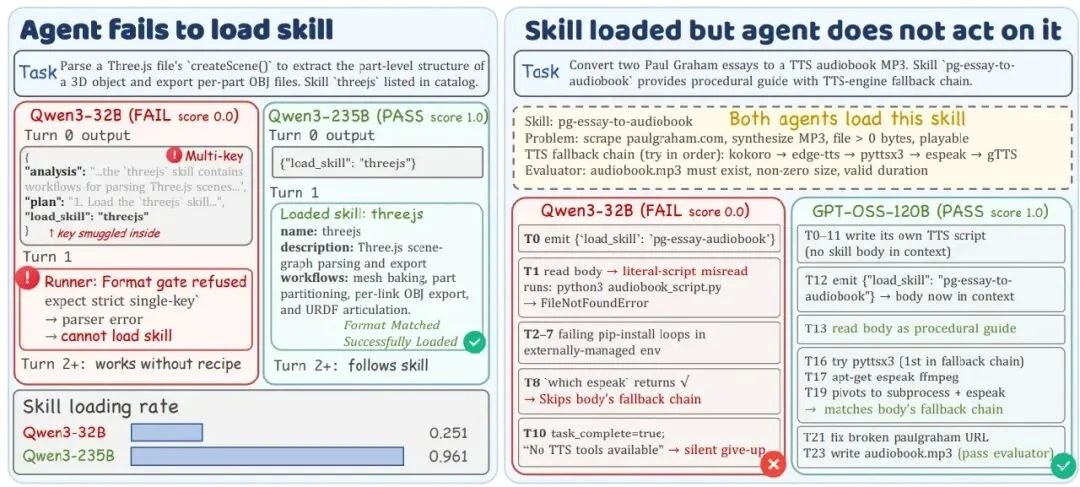 Agent fails to load skill
Task Parse a Three.js file's `createScene()` to extract the part-level structure of
a 3D object and export per-part OBJ files. Skill `threejs` listed in catalog.
Qwen3-32B (FAIL score 0.0)
Turn 0 output
{
! Multi-key
"analysis": "...the `threejs` skill contains
workflows for parsing Three.js scenes...",
"plan": "1. Load the `threejs` skill...",
"load_skill": "threejs"
}
↑ key smuggled inside
Turn 1
! Runner: Format gate refused
expect strict single-key`
→ parser error
→ cannot load skill
Turn 2+: works without recipe
Qwen3-235B (PASS score 1.0)
Turn 0 output
{"load_skill": "threejs"}
Turn 1
Loaded skill: threejs
name: threejs
description: Three.js scene-
graph parsing and export
workflows: mesh baking, part
partitioning, per-link OBJ export,
and URDF articulation.
Format Matched
Successfully Loaded
Turn 2+: follows skill
Skill loading rate
Qwen3-32B 0.251
Qwen3-235B 0.961
Skill loaded but agent does not act on it
Task Convert two Paul Graham essays to a TTS audiobook MP3. Skill `pg-essay-to-
audiobook` provides procedural guide with TTS-engine fallback chain.
Both agents load this skill
Skill: pg-essay-to-audiobook
Problem: scrape paulgraham.com, synthesize MP3, file > 0 bytes, playable
TTS fallback chain (try in order): kokoro → edge-tts → pyttsx3 → espeak → gTTS
Evaluator: audiobook.mp3 must exist, non-zero size, valid duration
Qwen3-32B (FAIL score 0.0)
T0 emit {`load_skill`: `pg-essay-audiobook`}
T1 read body → literal-script misread
runs: python3 audiobook_script.py
→ FileNotFoundError
T2–7 failing pip-install loops in
externally-managed env
T8 `which espeak` returns √
→ Skips body's fallback chain
T10 task_complete=true;
"No TTS tools available" → silent give-up
GPT-OSS-120B (PASS score 1.0)
T0–11 write its own TTS script
(no skill body in context)
T12 emit {"load_skill": "pg-essay-to-
audiobook"} → body now in context
T13 read body as procedural guide
T16 try pyttsx3 [1st in fallback chain)
T17 apt-get espeak ffmpeg
T19 pivots to subprocess + espeak
→ matches body's fallback chain
T21 fix broken paulgraham URL
T23 write audiobook.mp3 (pass evaluator)